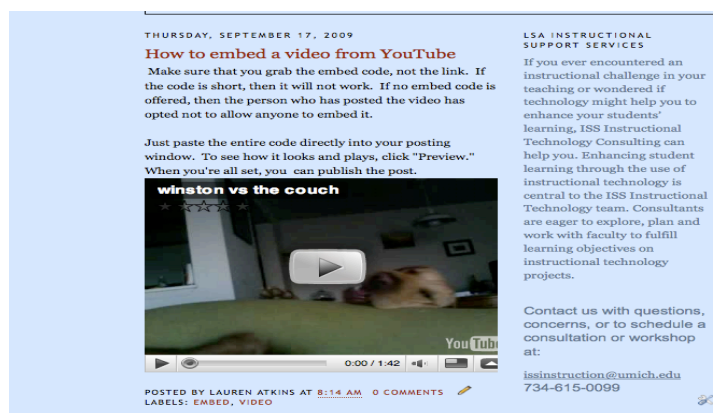 THURSDAY, SEPTEMBER 17, 2009
How to embed a video from YouTube
Make sure that you grab the embed code, not the link. If
the code is short, then it will not work. If no embed code is
offered, then the person who has posted the video has
opted not to allow anyone to embed it.
Just paste the entire code directly into your posting
window. To see how it looks and plays, click "Preview."
When you're all set, you can publish the post.
winston vs the couch
YouTube
0:00 / 1:42
POSTED BY LAUREN ATKINS AT 8:14 AM 0 COMMENTS
LABELS: EMBED, VIDEO
LSA INSTRUCTIONAL
SUPPORT SERVICES
If you ever encountered an
instructional challenge in your
teaching or wondered if
technology might help you to
enhance your students'
learning, ISS Instructional
Technology Consulting can
help you. Enhancing student
learning through the use of
instructional technology is
central to the ISS Instructional
Technology team. Consultants
are eager to explore, plan and
work with faculty to fulfill
learning objectives on
instructional technology
projects.
Contact us with questions,
concerns, or to schedule a
consultation or workshop
at:
issinstruction@umich.edu
734-615-0099